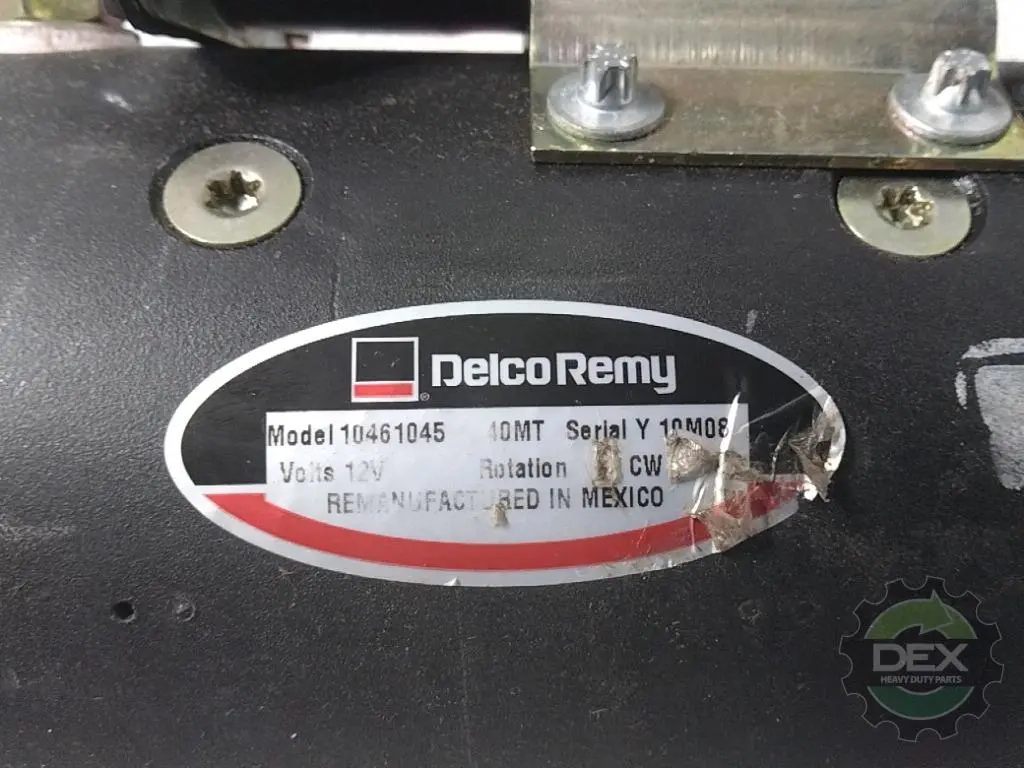 DelcoRemy
Model 10461045 40MT Serial Y 10M08
Volts 12V Rotation CW
REMANUFACTURED IN MEXICO
DEX
HEAVY DUTY PARTS